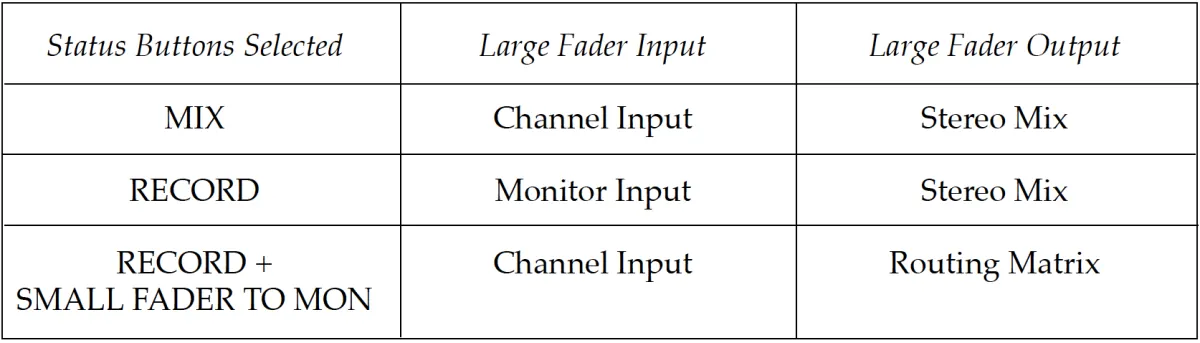 Status Buttons Selected Large Fader Input Large Fader Output
MIX Channel Input Stereo Mix
RECORD Monitor Input Stereo Mix
RECORD + Channel Input Routing Matrix
SMALL FADER TO MON